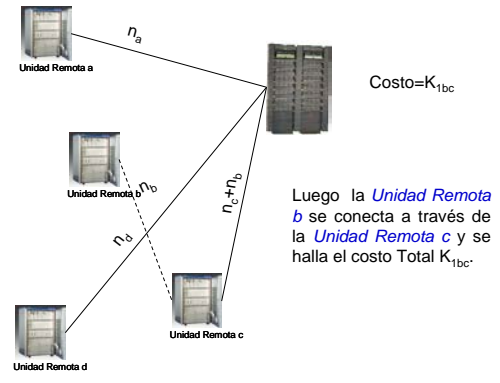 n_a
Unidad Remota a
Costo=K_1bc
Unidad Remota b
n_b
n_c+n_b
n_d
Luego la Unidad Remota
b se conecta a través de
la Unidad Remota c y se
halla el costo Total K_1bc.
Unidad Remota c
Unidad Remota d